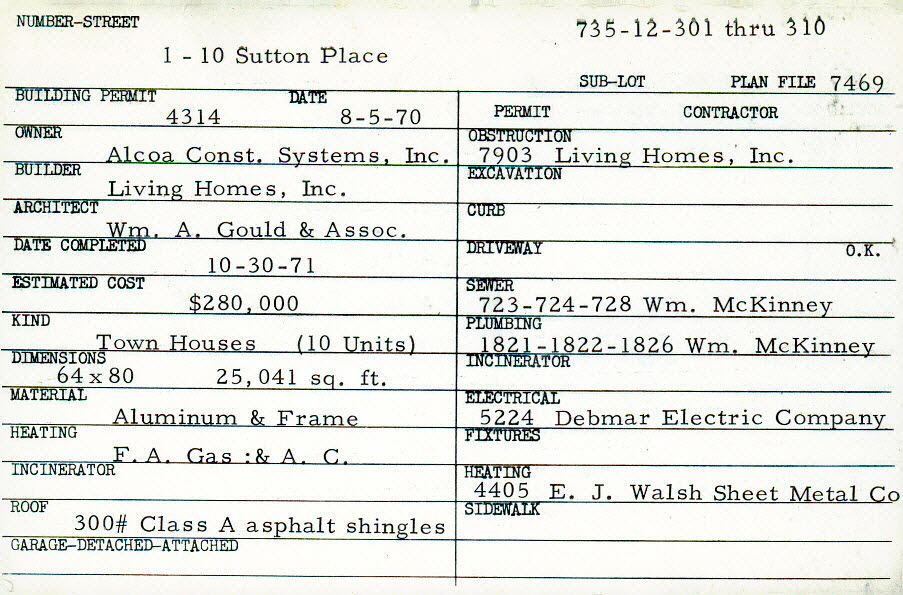 NUMBER-STREET
735-12-301 thru 310
1 - 10 Sutton Place
SUB-LOT PLAN FILE 7469
BUILDING PERMIT DATE
4314 8-5-70
PERMIT CONTRACTOR
OWNER
Alcoa Const. Systems, Inc.
OBSTRUCTION
7903 Living Homes, Inc.
BUILDER
Living Homes, Inc.
EXCAVATION
ARCHITECT
Wm. A. Gould & Assoc.
CURB
DATE COMPLETED
10-30-71
DRIVEWAY O.K.
ESTIMATED COST
$280,000
SEWER
723-724-728 Wm. McKinney
KIND
Town Houses (10 Units)
PLUMBING
1821-1822-1826 Wm. McKinney
DIMENSIONS
64 x 80 25,041 sq. ft.
INCINERATOR
MATERIAL
Aluminum & Frame
ELECTRICAL
5224 Debmar Electric Company
HEATING
F. A. Gas :& A. C.
FIXTURES
INCINERATOR
HEATING
4405 E. J. Walsh Sheet Metal Co
ROOF
300# Class A asphalt shingles
SIDEWALK
GARAGE-DETACHED-ATTACHED